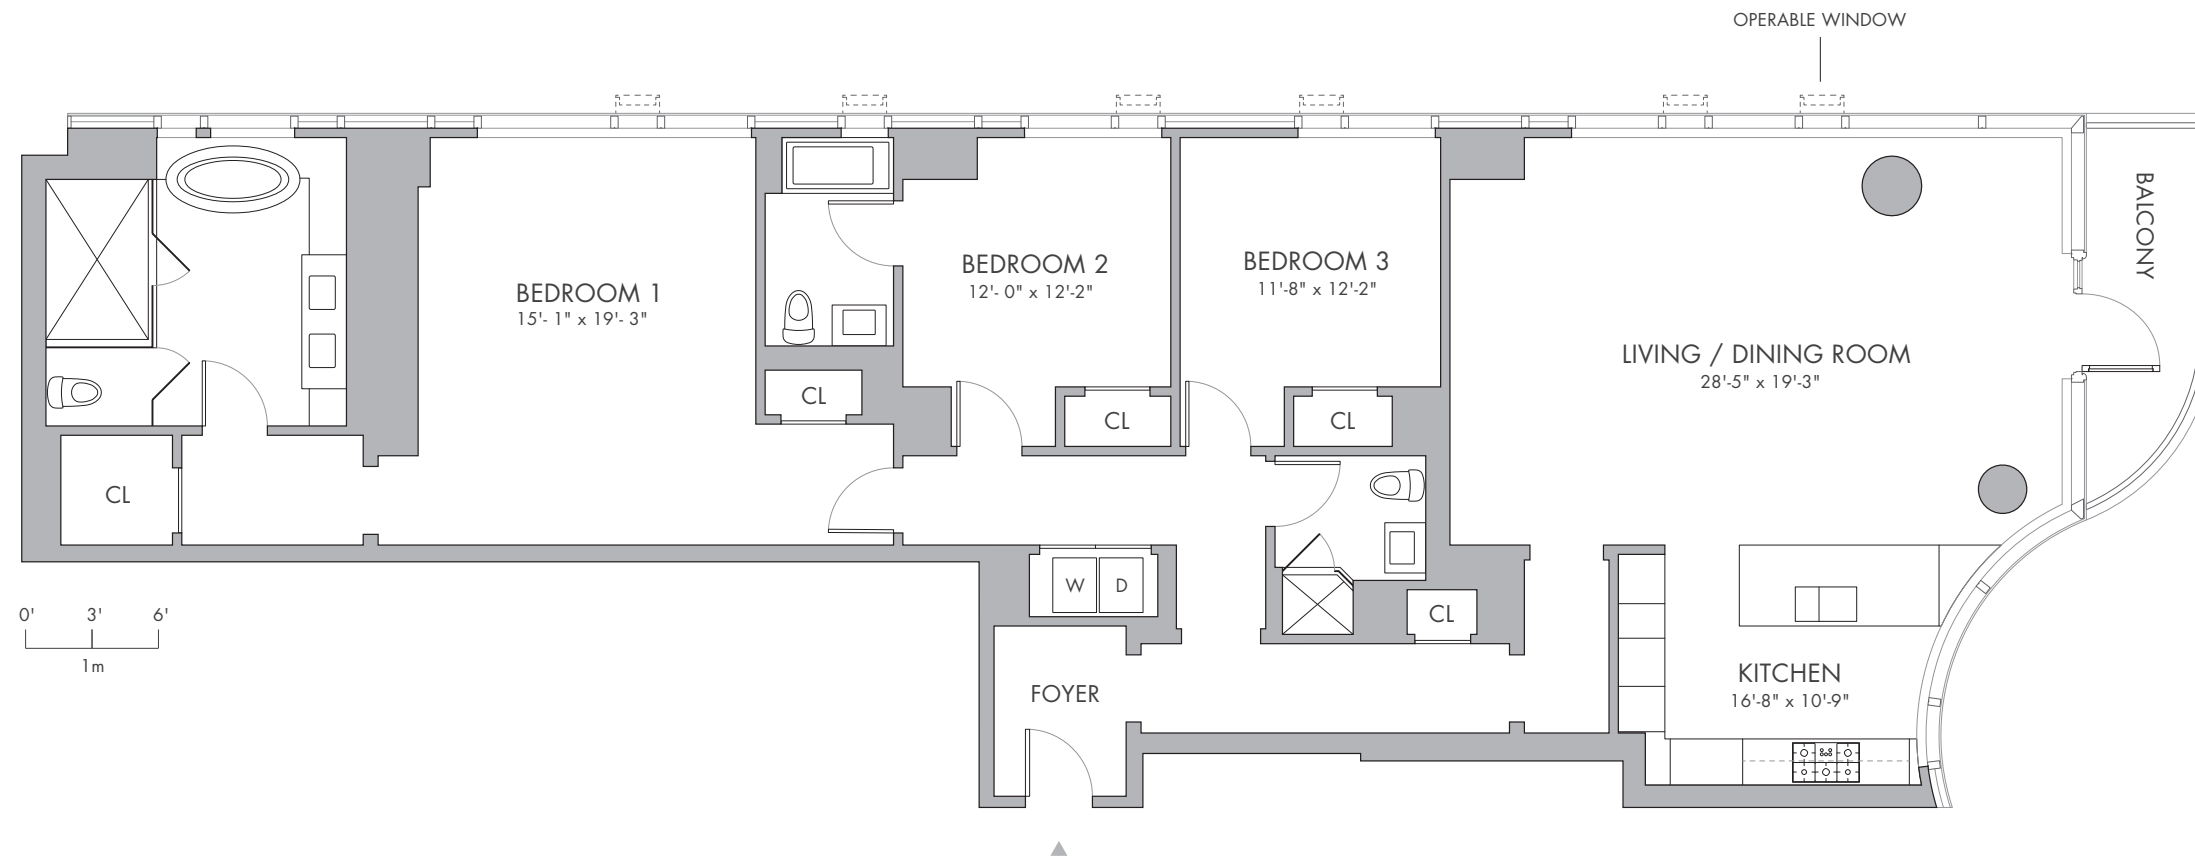 OPERABLE WINDOW
BALCONY
BEDROOM 1
15'- 1" x 19'- 3"
BEDROOM 2
12'- 0" x 12'-2"
BEDROOM 3
11'-8" x 12'-2"
LIVING / DINING ROOM
28'-5" x 19'-3"
CL
CL
CL
CL
W
D
CL
0'
3'
6'
1m
FOYER
KITCHEN
16'-8" x 10'-9"